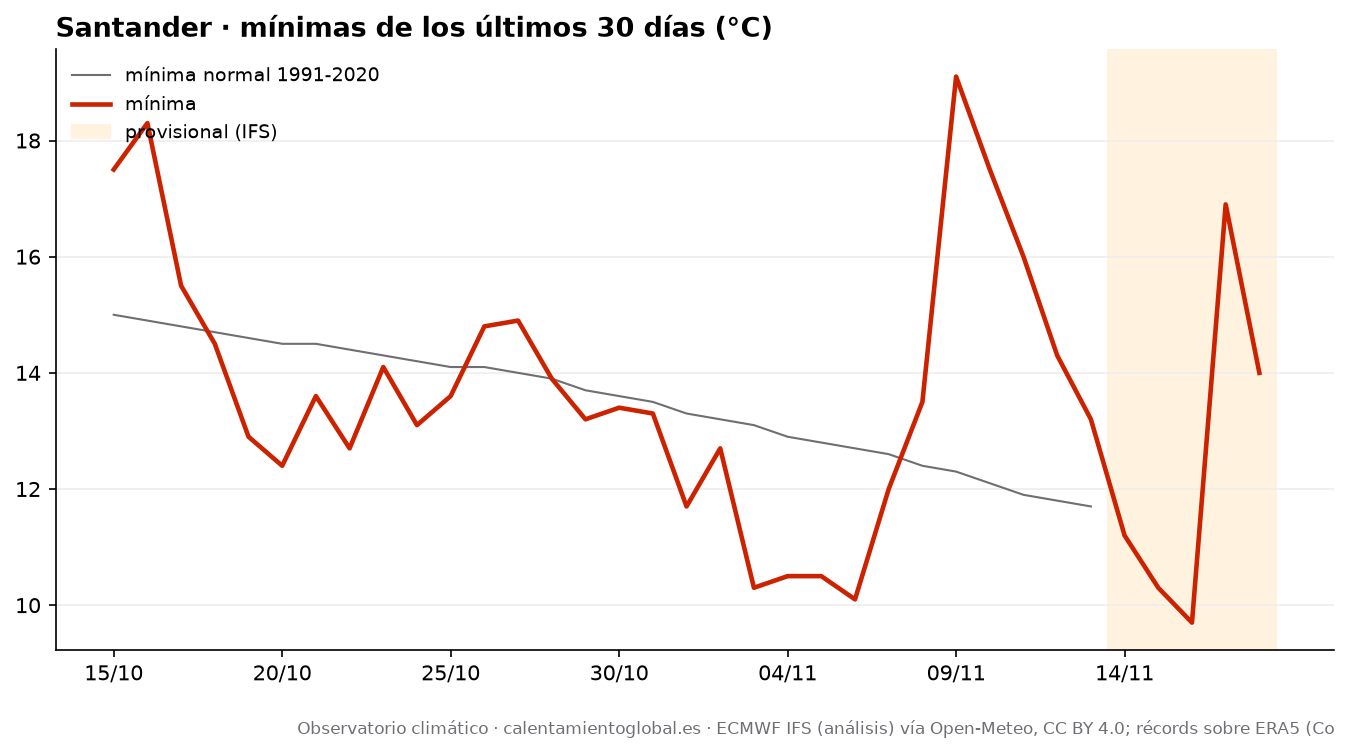 Santander · mínimas de los últimos 30 días (°C)
mínima normal 1991-2020
mínima
provisional (IFS)
18
16
14
12
10
15/10 20/10 25/10 30/10 04/11 09/11 14/11
Observatorio climático · calentamientoglobal.es · ECMWF IFS (análisis) vía Open-Meteo, CC BY 4.0; récords sobre ERA5 (Co